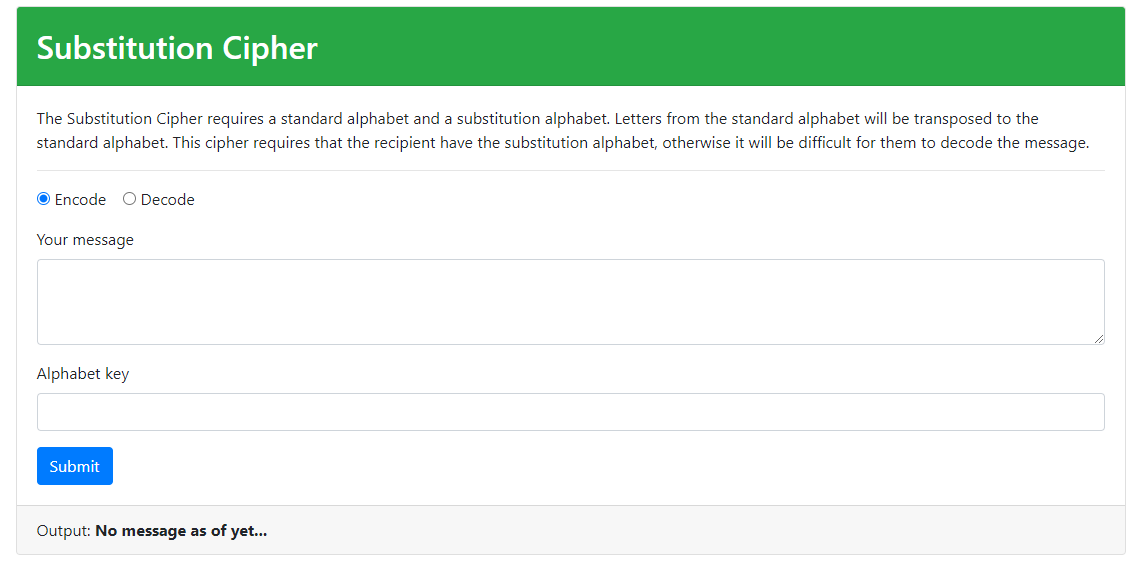 Substitution Cipher
The Substitution Cipher requires a standard alphabet and a substitution alphabet. Letters from the standard alphabet will be transposed to the
standard alphabet. This cipher requires that the recipient have the substitution alphabet, otherwise it will be difficult for them to decode the message.
Encode Decode
Your message
Alphabet key
Submit
Output: No message as of yet...